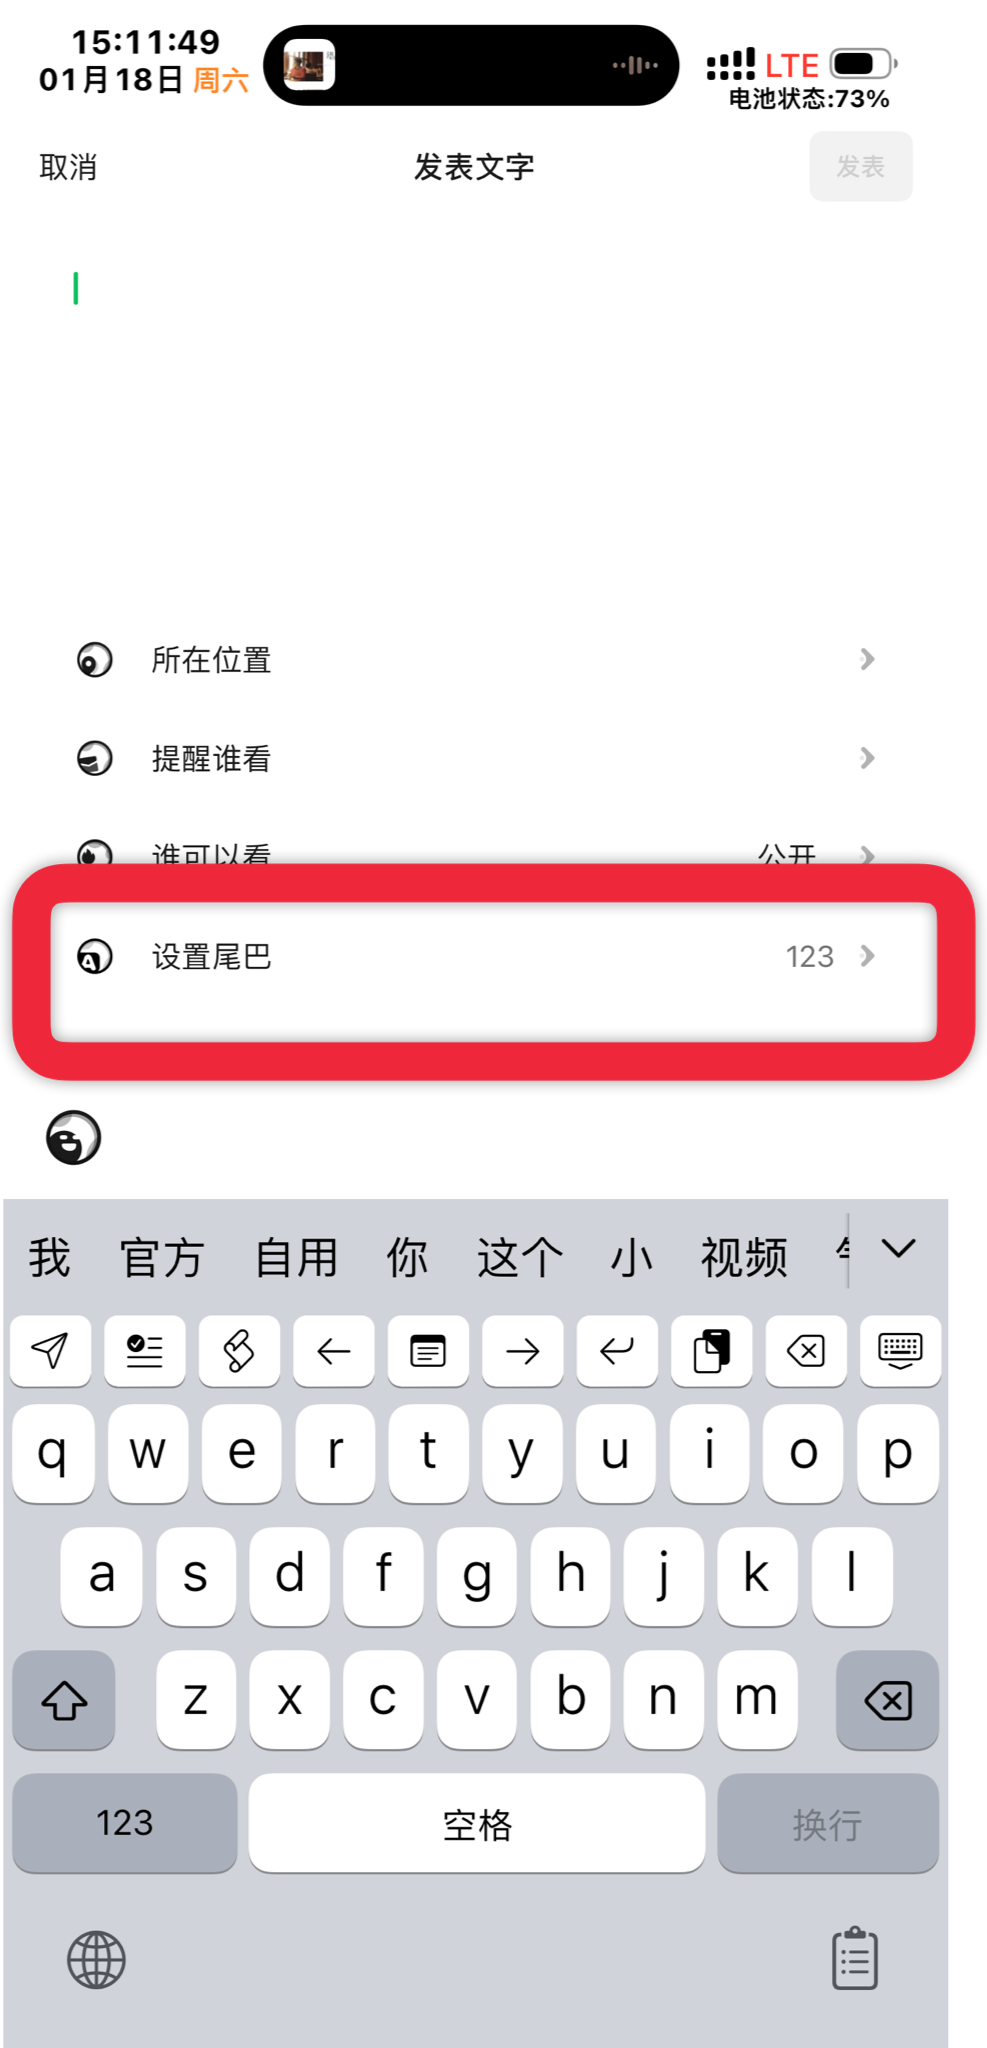 15:11:49
01月18日 周六
LTE
电池状态:73%
取消
发表文字
发表
所在位置
提醒谁看
谁可以看
公开
设置尾巴
123
我 官方 自用 你 这个 小 视频
q w e r t y u i o p
a s d f g h j k l
z x c v b n m
123 空格 换行